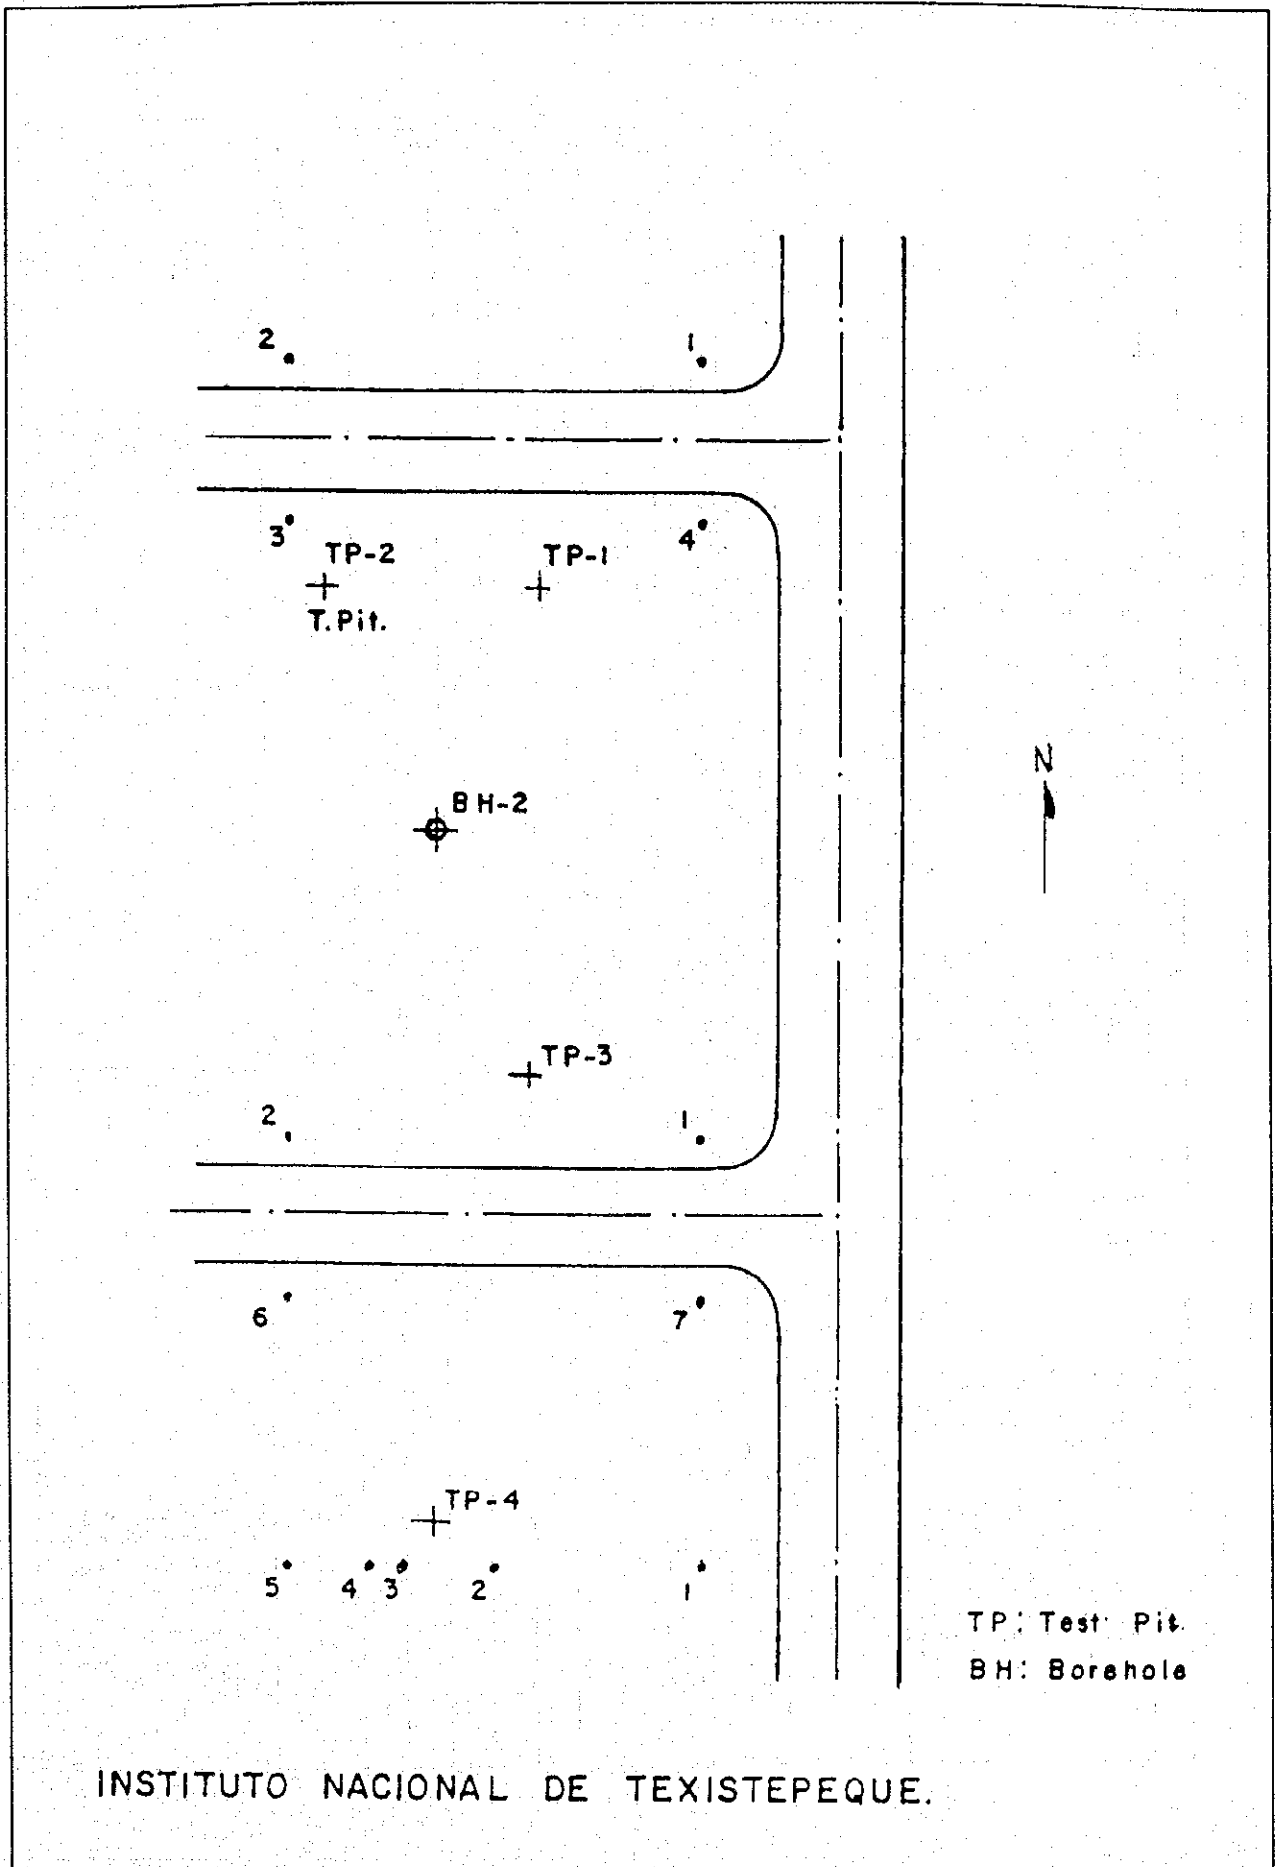 2 1
3 4
TP-2 TP-1
T.Pit.
BH-2
N
TP-3
2 1
6 7
TP-4
5 4 3 2 1
TP: Test Pit.
BH: Borehole
INSTITUTO NACIONAL DE TEXISTEPEQUE.